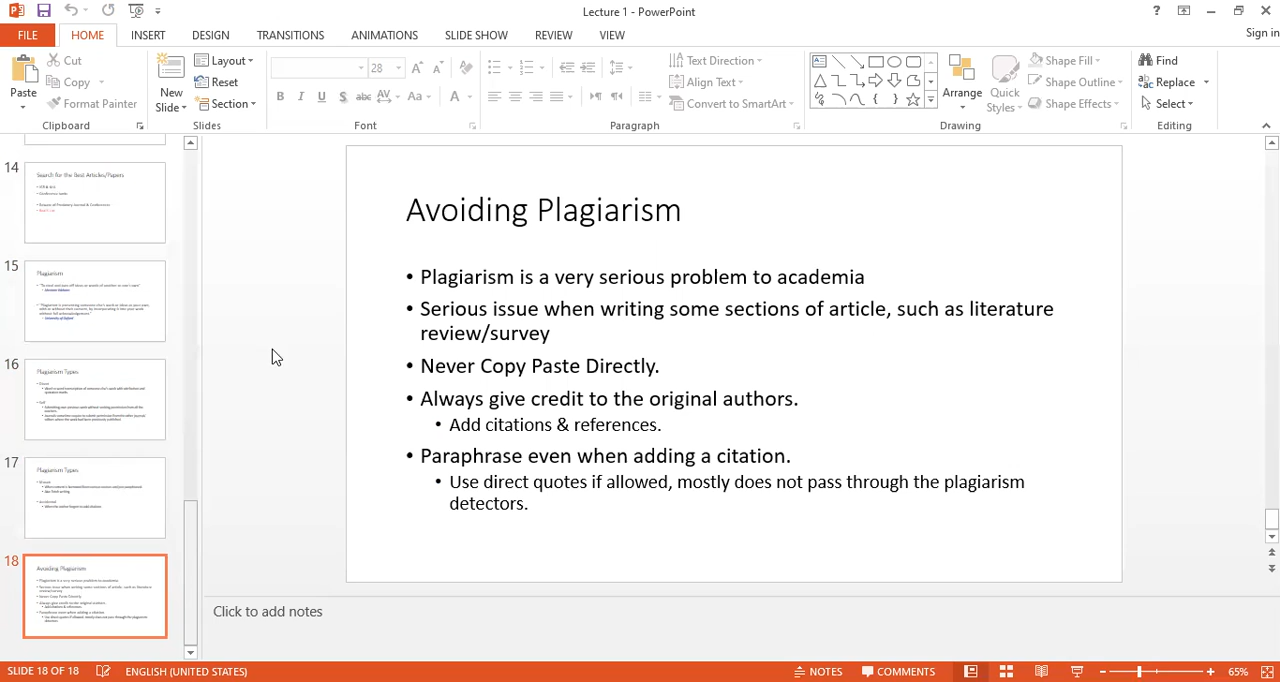 Lecture 1 - PowerPoint
Sign in
FILE HOME INSERT DESIGN TRANSITIONS ANIMATIONS SLIDE SHOW REVIEW VIEW
Paste
Cut
Copy
Format Painter
Clipboard
New
Slide
Layout
Reset
Section
Slides
28
B I U S abc AV Aa A
Font
Text Direction
Align Text
Convert to SmartArt
Paragraph
Arrange
Quick
Styles
Shape Fill
Shape Outline
Shape Effects
Drawing
Find
Replace
Select
Editing
14
Search for the Best Articles/Papers
15
Plagiarism
16
Plagiarism Types
17
Plagiarism Types
18
Avoiding Plagiarism
Avoiding Plagiarism
• Plagiarism is a very serious problem to academia
• Serious issue when writing some sections of article, such as literature
review/survey
• Never Copy Paste Directly.
• Always give credit to the original authors.
• Add citations & references.
• Paraphrase even when adding a citation.
• Use direct quotes if allowed, mostly does not pass through the plagiarism
detectors.
Click to add notes
SLIDE 18 OF 18 ENGLISH (UNITED STATES) NOTES COMMENTS 65%